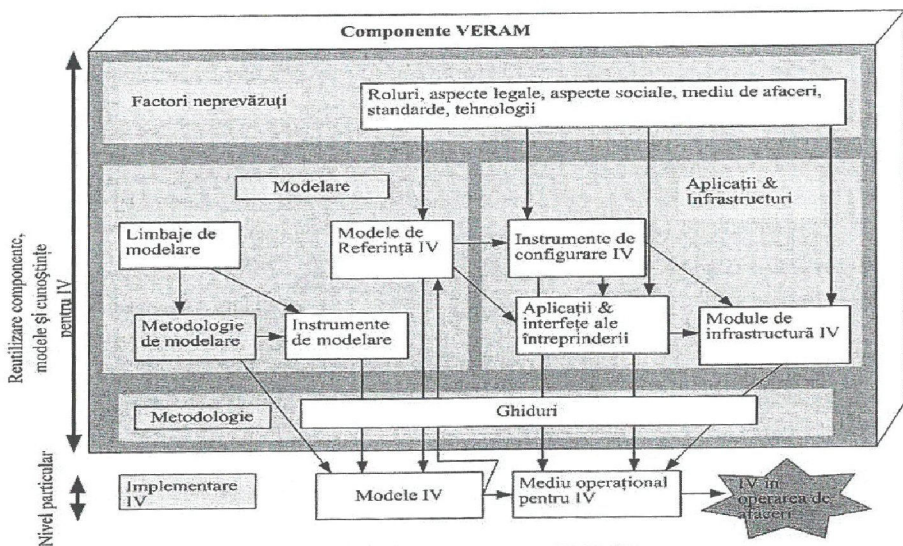 Componente VERAM
Factori neprevăzuți
Roluri, aspecte legale, aspecte sociale, mediu de afaceri,
standarde, tehnologii
Modelare
Aplicații &
Infrastructuri
Limbaje de
modelare
Modele de
Referință IV
Instrumente de
configurare IV
Metodologie
de modelare
Instrumente
de modelare
Aplicații &
interfețe ale
întreprinderii
Module de
infrastructură IV
Metodologie
Ghiduri
Implementare
IV
Modele IV
Mediu operațional
pentru IV
IV în
operarea de
afaceri
Reutilizare componente,
modele și cunoștințe
pentru IV
Nivel particular